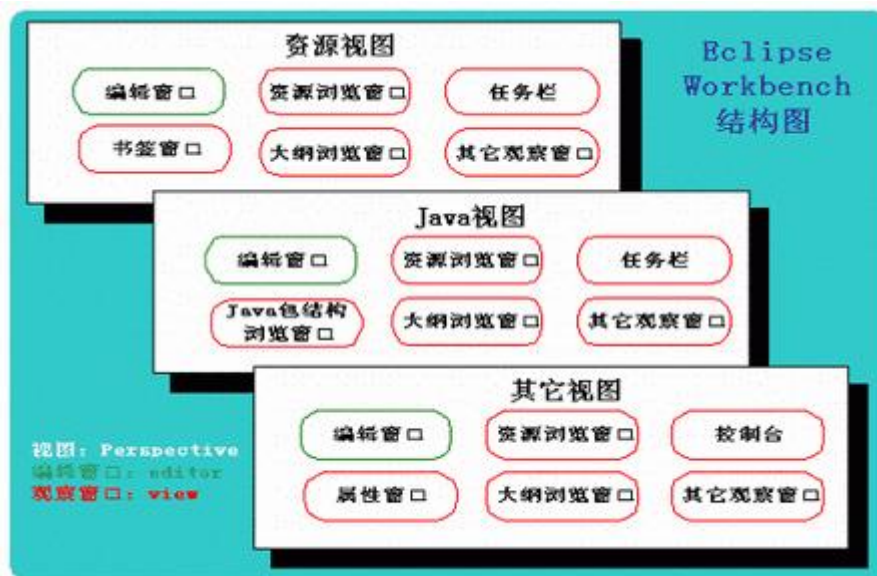 资源视图
Eclipse
Workbench
结构图
编辑窗口
资源浏览窗口
任务栏
书签窗口
大纲浏览窗口
其它观察窗口
Java视图
编辑窗口
资源浏览窗口
任务栏
Java包结构
浏览窗口
大纲浏览窗口
其它观察窗口
其它视图
编辑窗口
资源浏览窗口
控制台
属性窗口
大纲浏览窗口
其它观察窗口
视图: Perspective
编辑窗口: editor
观察窗口: view